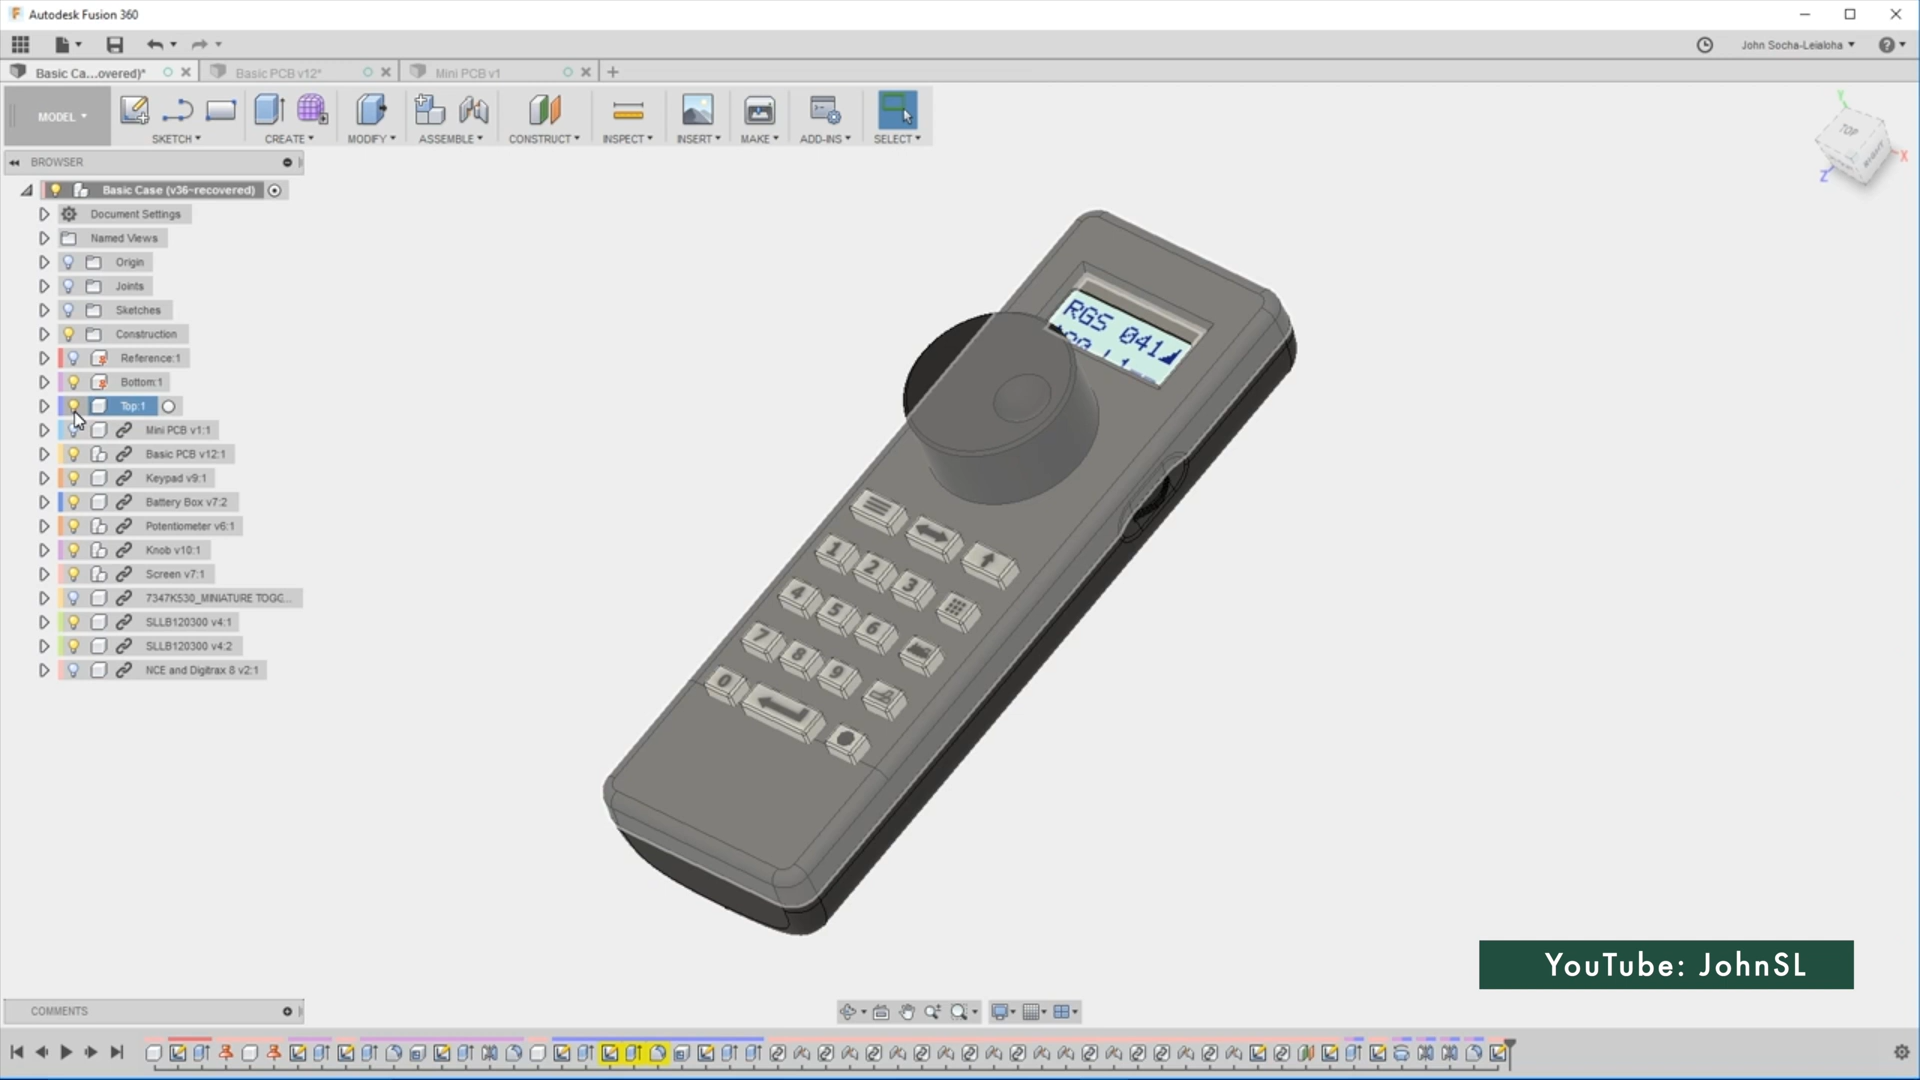 Autodesk Fusion 360
John Socha-Leialoha
Basic Ca...overed)*
Basic PCB v12*
Mini PCB v1
MODEL
SKETCH
CREATE
MODIFY
ASSEMBLE
CONSTRUCT
INSPECT
INSERT
MAKE
ADD-INS
SELECT
BROWSER
Basic Case (v36~recovered)
Document Settings
Named Views
Origin
Joints
Sketches
Construction
Reference:1
Bottom:1
Top:1
Mini PCB v1:1
Basic PCB v12:1
Keypad v9:1
Battery Box v7:2
Potentiometer v6:1
Knob v10:1
Screen v7:1
7347K530_MINIATURE TOGG...
SLLB120300 v4:1
SLLB120300 v4:2
NCE and Digitrax 8 v2:1
Y
TOP
RIGHT
X
Z
RGS 041
1 2 3
4 5 6
7 8 9
0
YouTube: JohnSL
COMMENTS